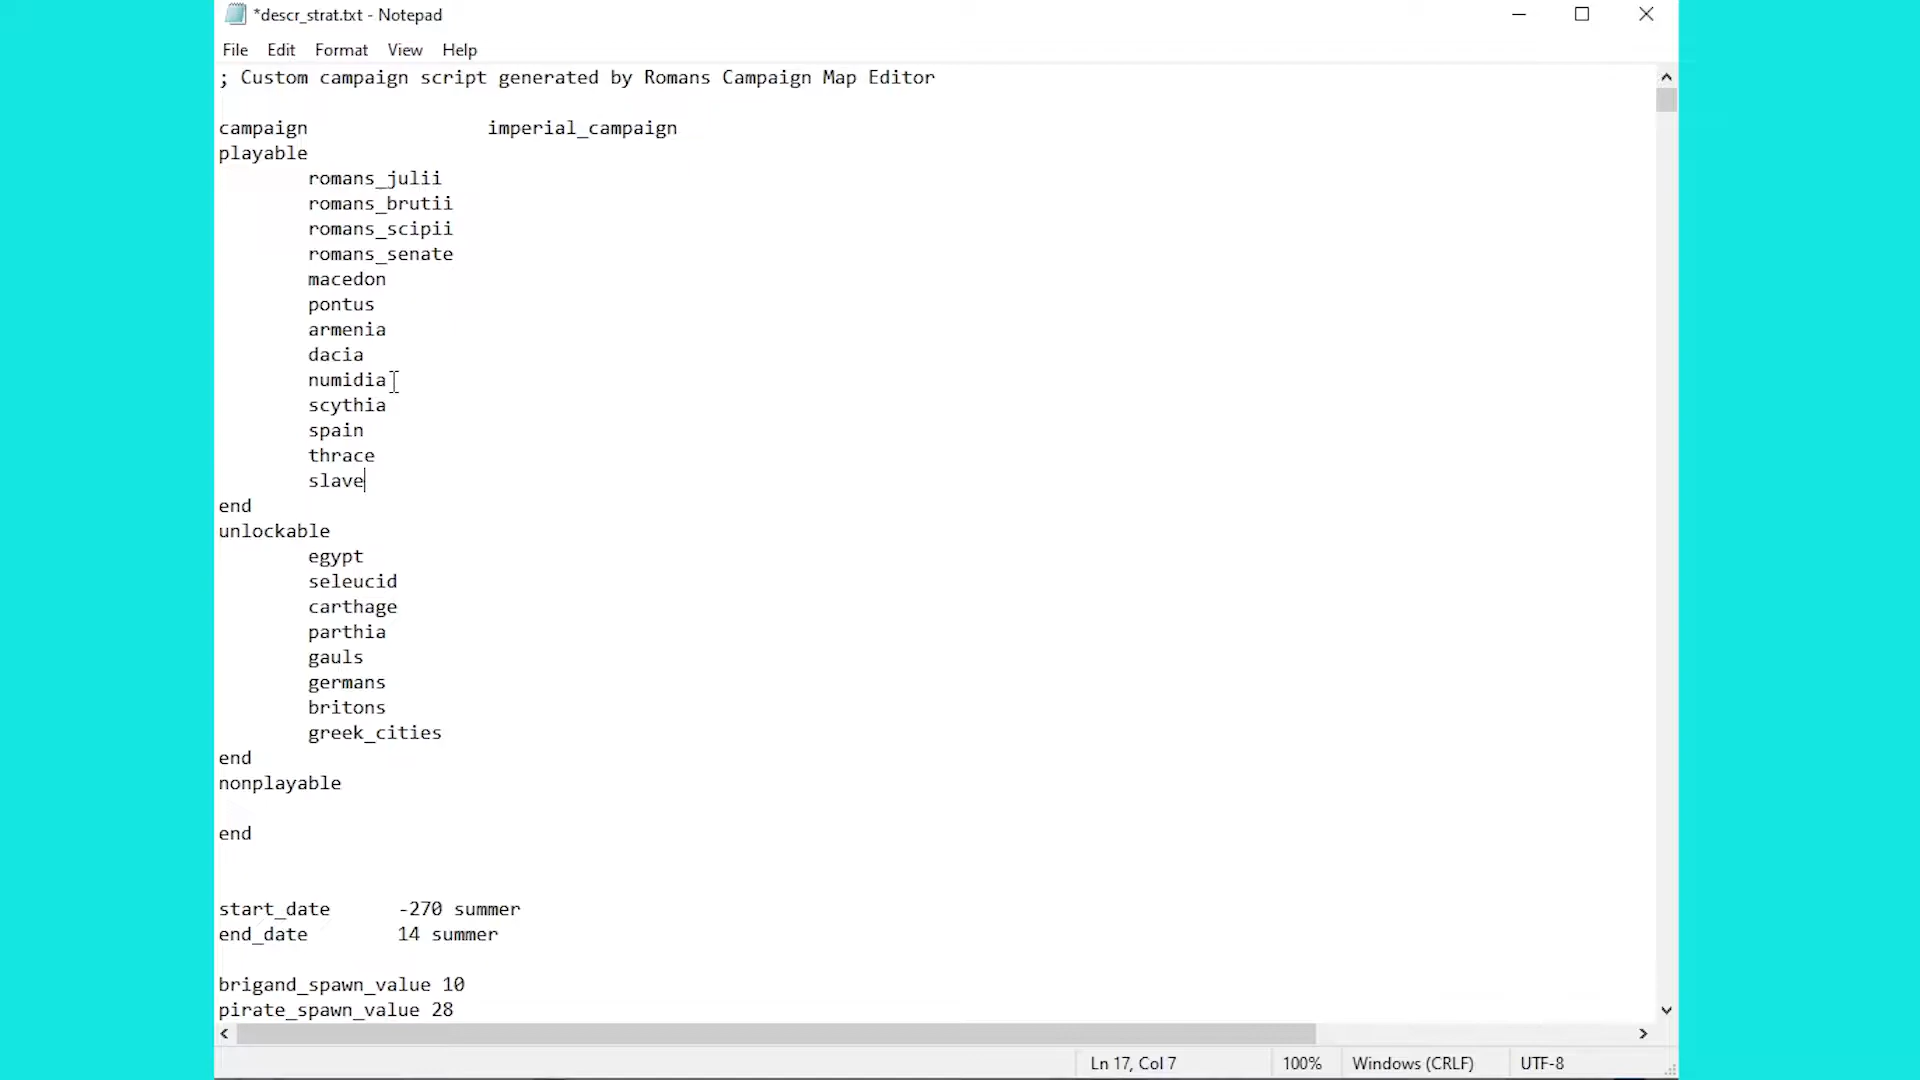 *descr_strat.txt - Notepad
File Edit Format View Help
; Custom campaign script generated by Romans Campaign Map Editor
campaign imperial_campaign
playable
romans_julii
romans_brutii
romans_scipii
romans_senate
macedon
pontus
armenia
dacia
numidia
scythia
spain
thrace
slave
end
unlockable
egypt
seleucid
carthage
parthia
gauls
germans
britons
greek_cities
end
nonplayable
end
start_date -270 summer
end_date 14 summer
brigand_spawn_value 10
pirate_spawn_value 28
Ln 17, Col 7 100% Windows (CRLF) UTF-8